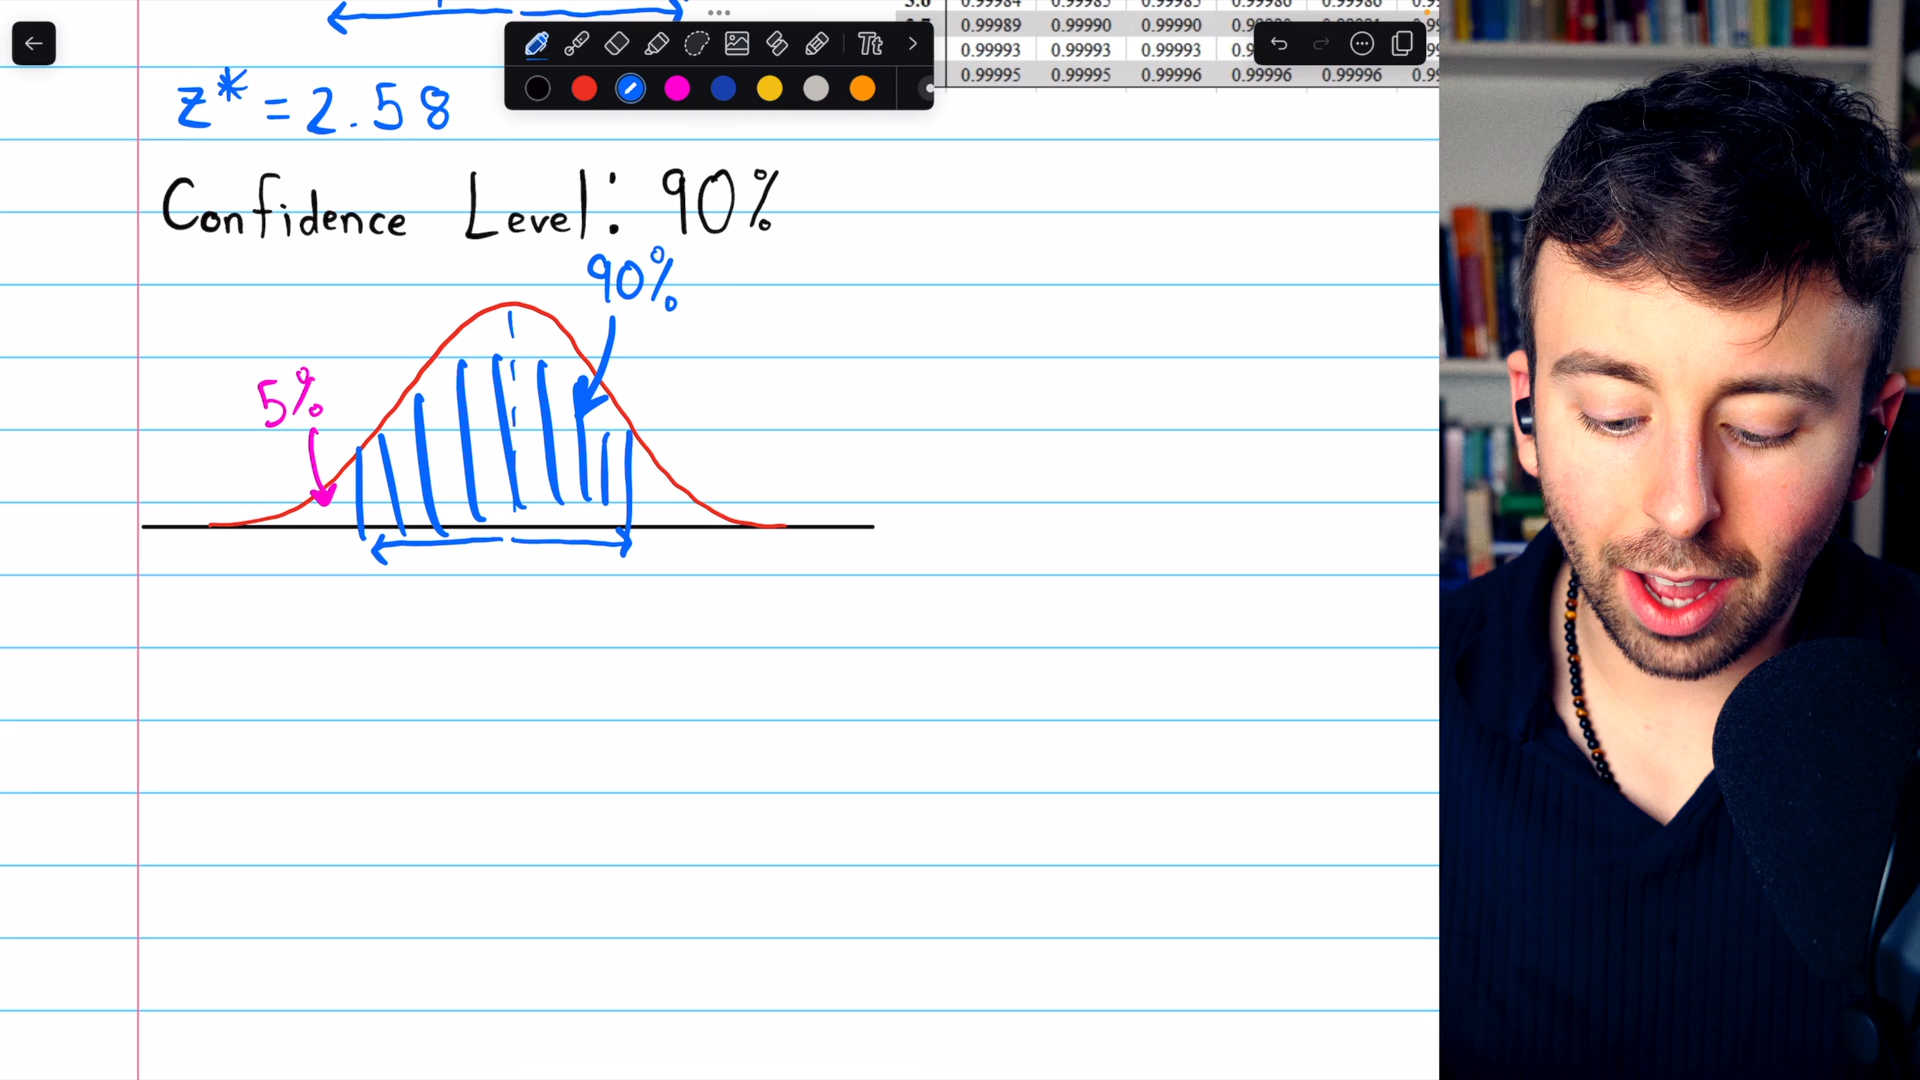 0.99989 0.99990 0.99990
0.99993 0.99993 0.99993
0.99995 0.99995 0.99996 0.99996 0.99996
Tt
z* = 2.58
Confidence Level: 90%
90%
5%